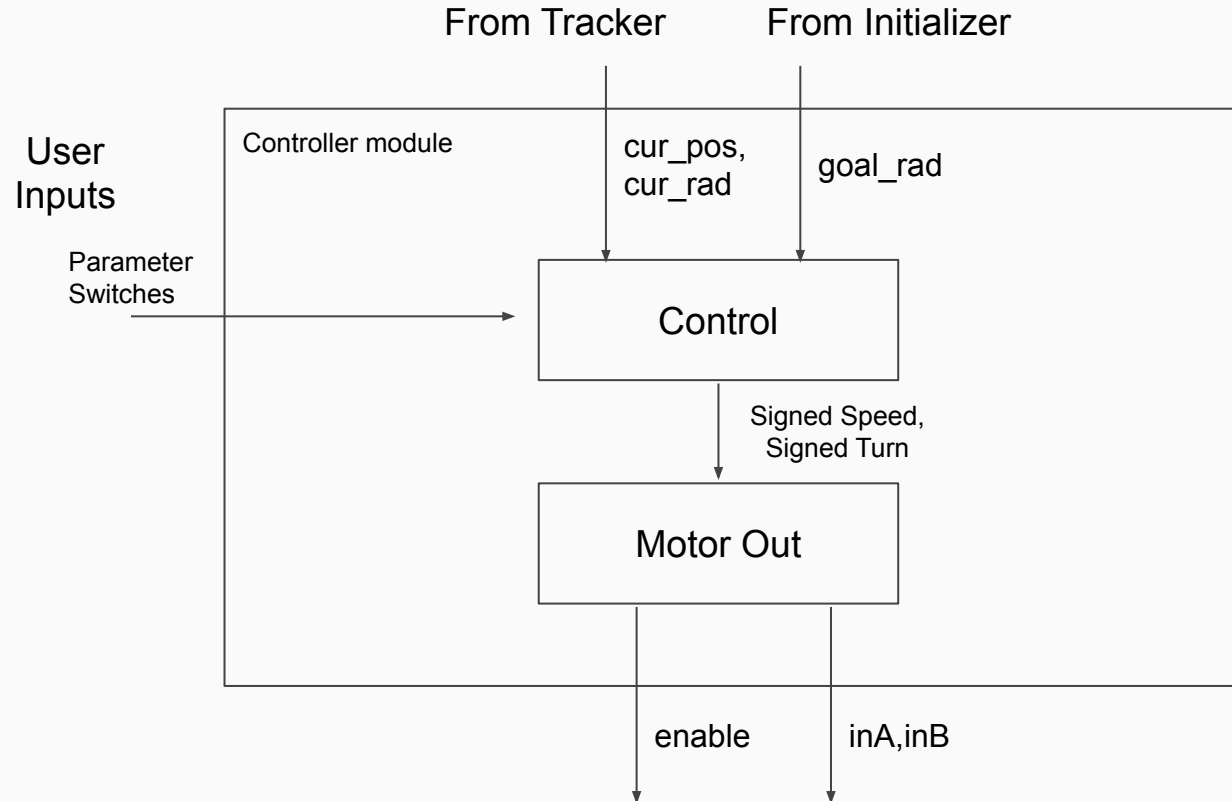 From Tracker
From Initializer
Controller module
User
Inputs
cur_pos,
cur_rad
goal_rad
Parameter
Switches
Control
Signed Speed,
Signed Turn
Motor Out
enable
inA,inB